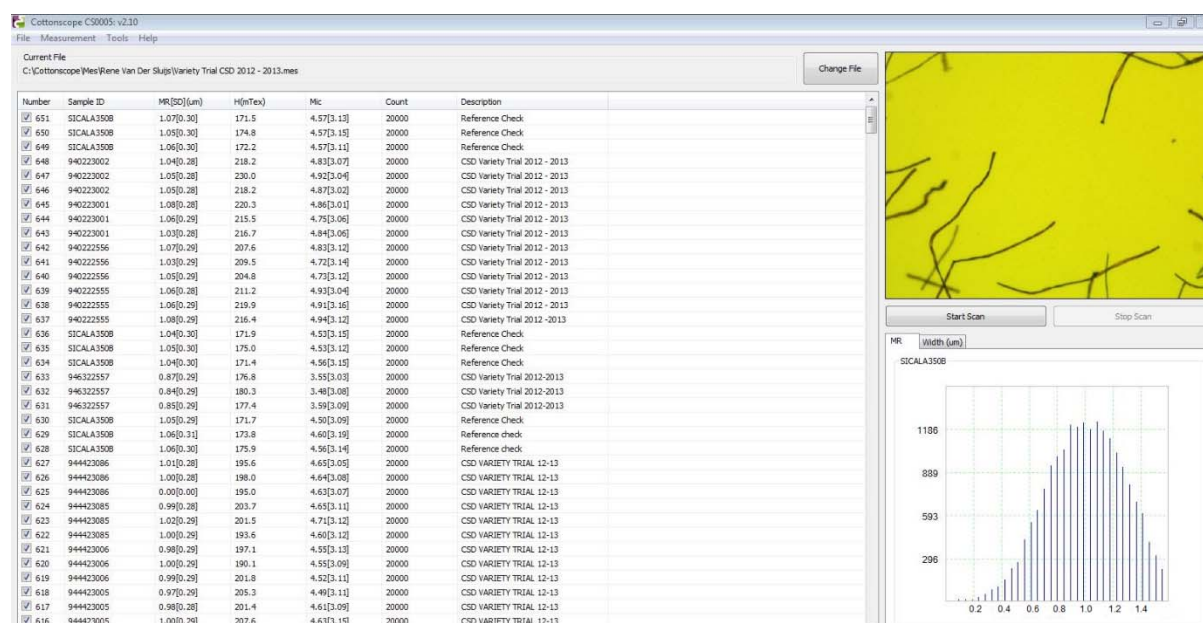 Cottonscope CS0005: v2.10
File Measurement Tools Help
Current File
C:\Cottonscope\Mes\Rene Van Der Sluijs\Variety Trial CSD 2012 - 2013.mes
Change File
Number Sample ID MR[SD](um) H(mTex) Mic Count Description
651 SICALA350B 1.07[0.30] 171.5 4.57[3.13] 20000 Reference Check
650 SICALA350B 1.05[0.30] 174.8 4.57[3.15] 20000 Reference Check
649 SICALA350B 1.06[0.30] 172.2 4.57[3.11] 20000 Reference Check
648 940223002 1.04[0.28] 218.2 4.83[3.07] 20000 CSD Variety Trial 2012 - 2013
647 940223002 1.05[0.28] 230.0 4.92[3.04] 20000 CSD Variety Trial 2012 - 2013
646 940223002 1.05[0.28] 218.2 4.87[3.02] 20000 CSD Variety Trial 2012 - 2013
645 940223001 1.08[0.28] 220.3 4.86[3.01] 20000 CSD Variety Trial 2012 - 2013
644 940223001 1.06[0.29] 215.5 4.75[3.06] 20000 CSD Variety Trial 2012 - 2013
643 940223001 1.03[0.28] 216.7 4.84[3.06] 20000 CSD Variety Trial 2012 - 2013
642 940222556 1.07[0.29] 207.6 4.83[3.12] 20000 CSD Variety Trial 2012 - 2013
641 940222556 1.03[0.29] 209.5 4.72[3.14] 20000 CSD Variety Trial 2012 - 2013
640 940222556 1.05[0.29] 204.8 4.73[3.12] 20000 CSD Variety Trial 2012 - 2013
639 940222555 1.06[0.28] 211.2 4.93[3.04] 20000 CSD Variety Trial 2012 - 2013
638 940222555 1.06[0.29] 219.9 4.91[3.16] 20000 CSD Variety Trial 2012 - 2013
637 940222555 1.08[0.29] 216.4 4.94[3.12] 20000 CSD Variety Trial 2012 -2013
636 SICALA350B 1.04[0.30] 171.9 4.53[3.15] 20000 Reference Check
635 SICALA350B 1.05[0.30] 175.0 4.53[3.12] 20000 Reference Check
634 SICALA350B 1.04[0.30] 171.4 4.56[3.15] 20000 Reference Check
633 946322557 0.87[0.29] 176.8 3.55[3.03] 20000 CSD Variety Trial 2012-2013
632 946322557 0.84[0.29] 180.3 3.48[3.08] 20000 CSD Variety Trial 2012-2013
631 946322557 0.85[0.29] 177.4 3.59[3.09] 20000 CSD Variety Trial 2012-2013
630 SICALA350B 1.05[0.29] 171.7 4.50[3.09] 20000 Reference Check
629 SICALA350B 1.06[0.31] 173.8 4.60[3.19] 20000 Reference check
628 SICALA350B 1.06[0.30] 175.9 4.56[3.14] 20000 Reference check
627 944423086 1.01[0.28] 195.6 4.65[3.05] 20000 CSD VARIETY TRIAL 12-13
626 944423086 1.00[0.28] 198.0 4.64[3.08] 20000 CSD VARIETY TRIAL 12-13
625 944423086 0.00[0.00] 195.0 4.63[3.07] 20000 CSD VARIETY TRIAL 12-13
624 944423085 0.99[0.28] 203.7 4.65[3.11] 20000 CSD VARIETY TRIAL 12-13
623 944423085 1.02[0.29] 201.5 4.71[3.12] 20000 CSD VARIETY TRIAL 12-13
622 944423085 1.00[0.29] 193.6 4.60[3.12] 20000 CSD VARIETY TRIAL 12-13
621 944423006 0.98[0.29] 197.1 4.55[3.13] 20000 CSD VARIETY TRIAL 12-13
620 944423006 1.00[0.29] 190.1 4.55[3.09] 20000 CSD VARIETY TRIAL 12-13
619 944423006 0.99[0.29] 201.8 4.52[3.11] 20000 CSD VARIETY TRIAL 12-13
618 944423005 0.97[0.29] 205.3 4.49[3.11] 20000 CSD VARIETY TRIAL 12-13
617 944423005 0.98[0.28] 201.4 4.61[3.09] 20000 CSD VARIETY TRIAL 12-13
616 944423005 1.00[0.29] 207.6 4.63[3.15] 20000 CSD VARIETY TRIAL 12-13
Start Scan Stop Scan
MR Width (um)
SICALA350B
1186
889
593
296
0.2 0.4 0.6 0.8 1.0 1.2 1.4